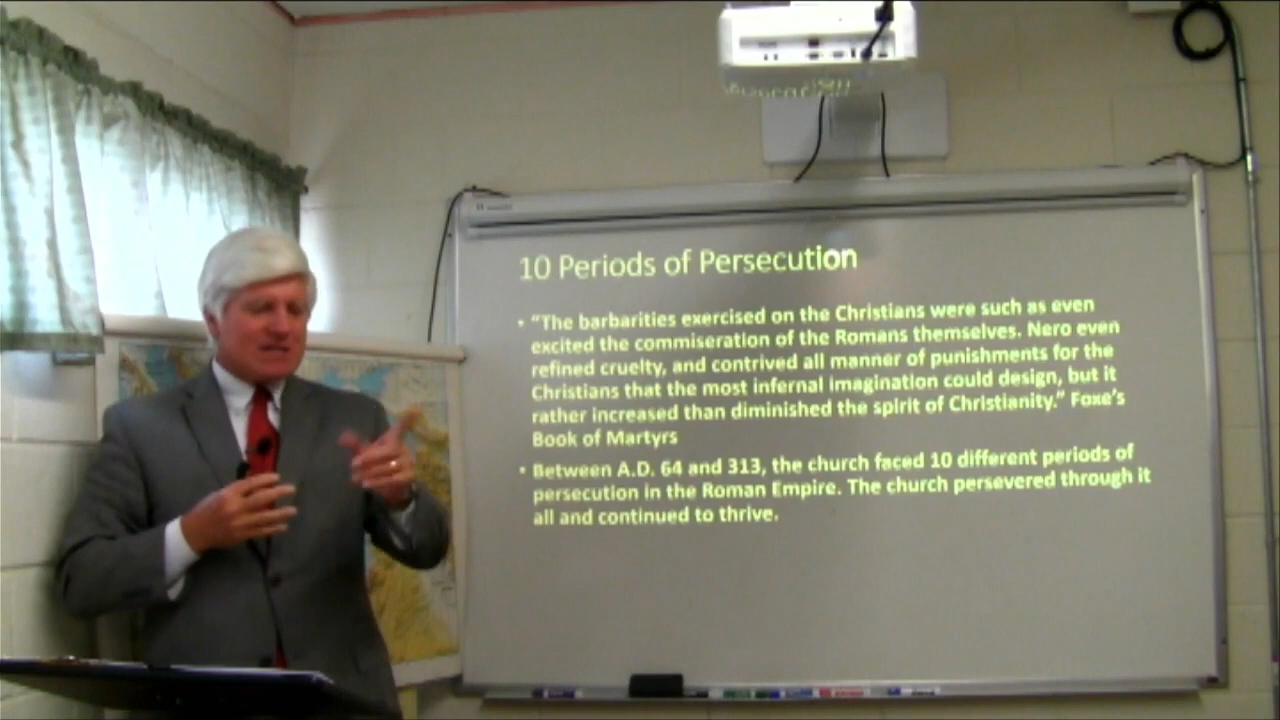 10 Periods of Persecution
• “The barbarities exercised on the Christians were such as even
excited the commiseration of the Romans themselves. Nero even
refined cruelty, and contrived all manner of punishments for the
Christians that the most infernal imagination could design, but it
rather increased than diminished the spirit of Christianity.” Foxe’s
Book of Martyrs
• Between A.D. 64 and 313, the church faced 10 different periods of
persecution in the Roman Empire. The church persevered through it
all and continued to thrive.